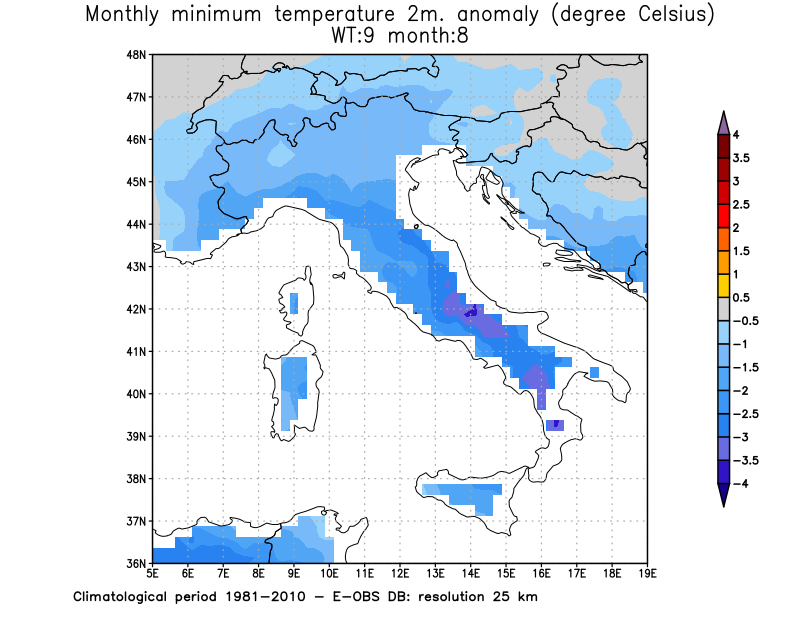 Monthly minimum temperature 2m. anomaly (degree Celsius)
WT:9 month:8
48N
47N
46N
45N
44N
43N
42N
41N
40N
39N
38N
37N
36N
5E 6E 7E 8E 9E 10E 11E 12E 13E 14E 15E 16E 17E 18E 19E
4
3.5
3
2.5
2
1.5
1
0.5
−0.5
−1
−1.5
−2
−2.5
−3
−3.5
−4
Climatological period 1981−2010 − E−OBS DB: resolution 25 km